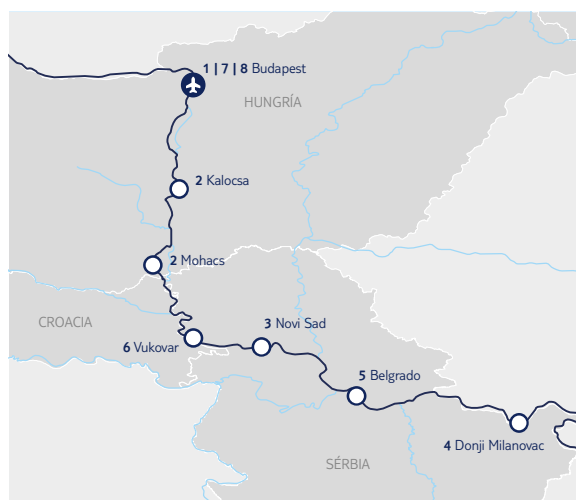 1 | 7 | 8 Budapest
HUNGRÍA
2 Kalocsa
2 Mohacs
CROACIA
3 Novi Sad
6 Vukovar
5 Belgrado
4 Donji Milanovac
SÉRBIA